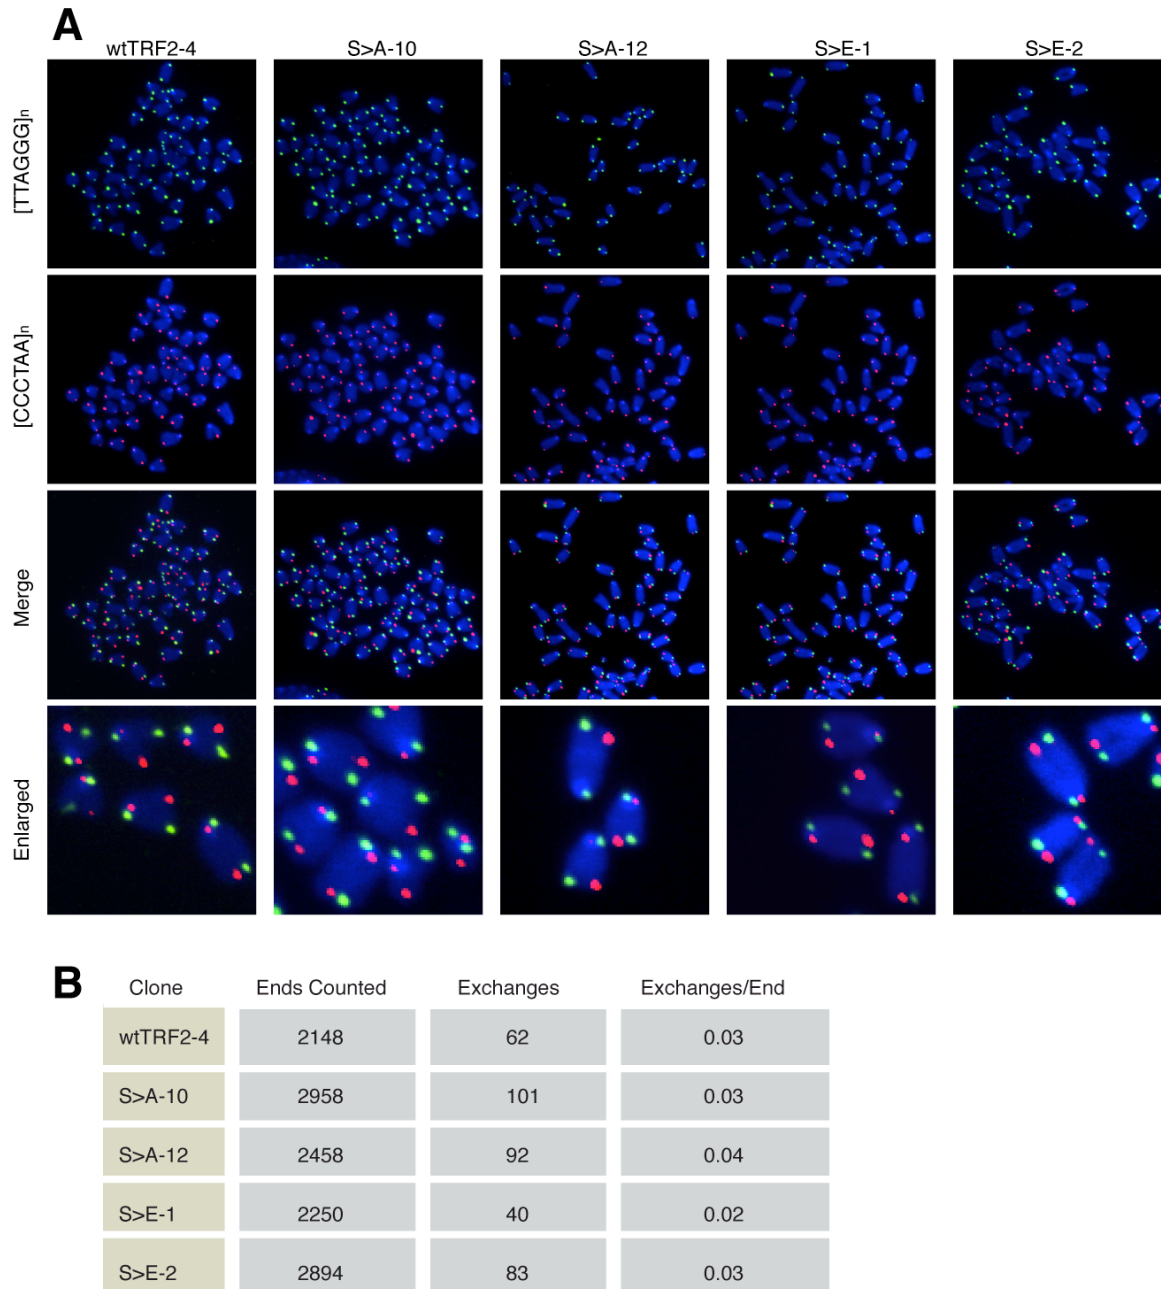 A
wtTRF2-4 S>A-10 S>A-12 S>E-1 S>E-2
[TTAGGG]n
[CCCTAA]n
Merge
Enlarged
B
Clone Ends Counted Exchanges Exchanges/End
wtTRF2-4 2148 62 0.03
S>A-10 2958 101 0.03
S>A-12 2458 92 0.04
S>E-1 2250 40 0.02
S>E-2 2894 83 0.03